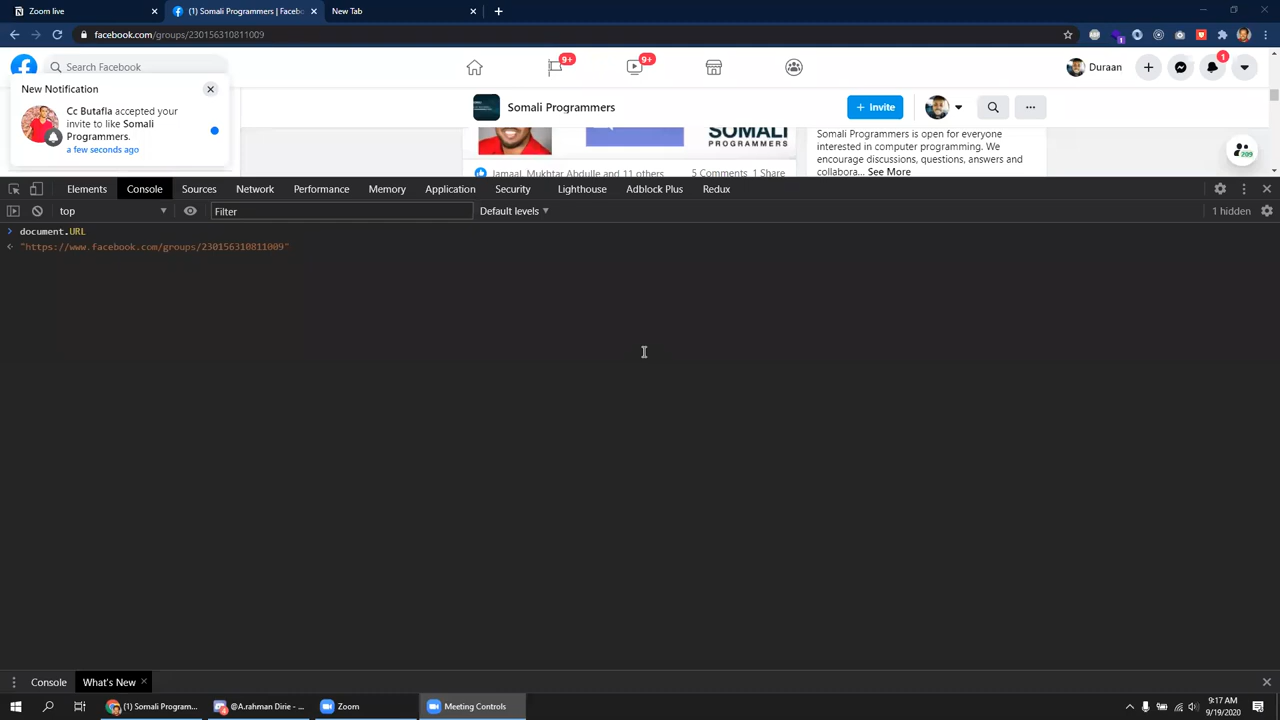 Zoom live
(1) Somali Programmers | Facebo
New Tab
facebook.com/groups/230156310811009
Search Facebook
9+
9+
Duraan
1
New Notification
Cc Butafla accepted your
invite to like Somali
Programmers.
a few seconds ago
Somali Programmers
+ Invite
SOMALI
PROGRAMMERS
Jamaal, Mukhtar Abdulle and 11 others
5 Comments 1 Share
Somali Programmers is open for everyone
interested in computer programming. We
encourage discussions, questions, answers and
collabora... See More
209
Elements
Console
Sources
Network
Performance
Memory
Application
Security
Lighthouse
Adblock Plus
Redux
top
Filter
Default levels
1 hidden
document.URL
"https://www.facebook.com/groups/230156310811009"
Console
What's New
(1) Somali Program...
@A.rahman Dirie - ...
Zoom
Meeting Controls
9:17 AM
9/19/2020